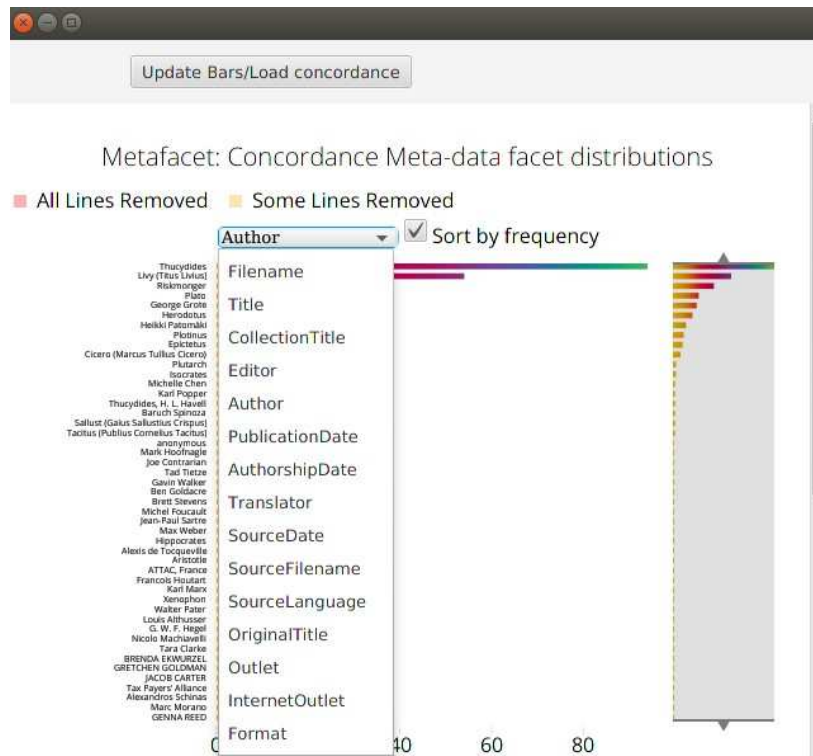 Update Bars/Load concordance
Metafacet: Concordance Meta-data facet distributions
All Lines Removed Some Lines Removed
Author Sort by frequency
Thucydides
Livy (Titus Livius)
Riskmonger
Plato
George Grote
Herodotus
Heikki Patomäki
Plotinus
Epictetus
Cicero (Marcus Tullius Cicero)
Plutarch
Isocrates
Michelle Chen
Karl Popper
Thucydides, H. L. Havell
Baruch Spinoza
Sallust (Gaius Sallustius Crispus)
Tacitus (Publius Cornelius Tacitus)
anonymous
Mark Hoofnagle
Joe Contrarian
Tad Tietze
Gavin Walker
Ben Goldacre
Brett Stevens
Michel Foucault
Jean-Paul Sartre
Max Weber
Hippocrates
Alexis de Tocqueville
Aristotle
ATTAC, France
Francois Houtart
Karl Marx
Xenophon
Walter Pater
Louis Althusser
G. W. F. Hegel
Nicolo Machiavelli
Tara Clarke
BRENDA EKWURZEL
GRETCHEN GOLDMAN
JACOB CARTER
Tax Payers' Alliance
Alexandros Schinas
Marc Morano
GENNA REED
Filename
Title
CollectionTitle
Editor
Author
PublicationDate
AuthorshipDate
Translator
SourceDate
SourceFilename
SourceLanguage
OriginalTitle
Outlet
InternetOutlet
Format
0 40 60 80